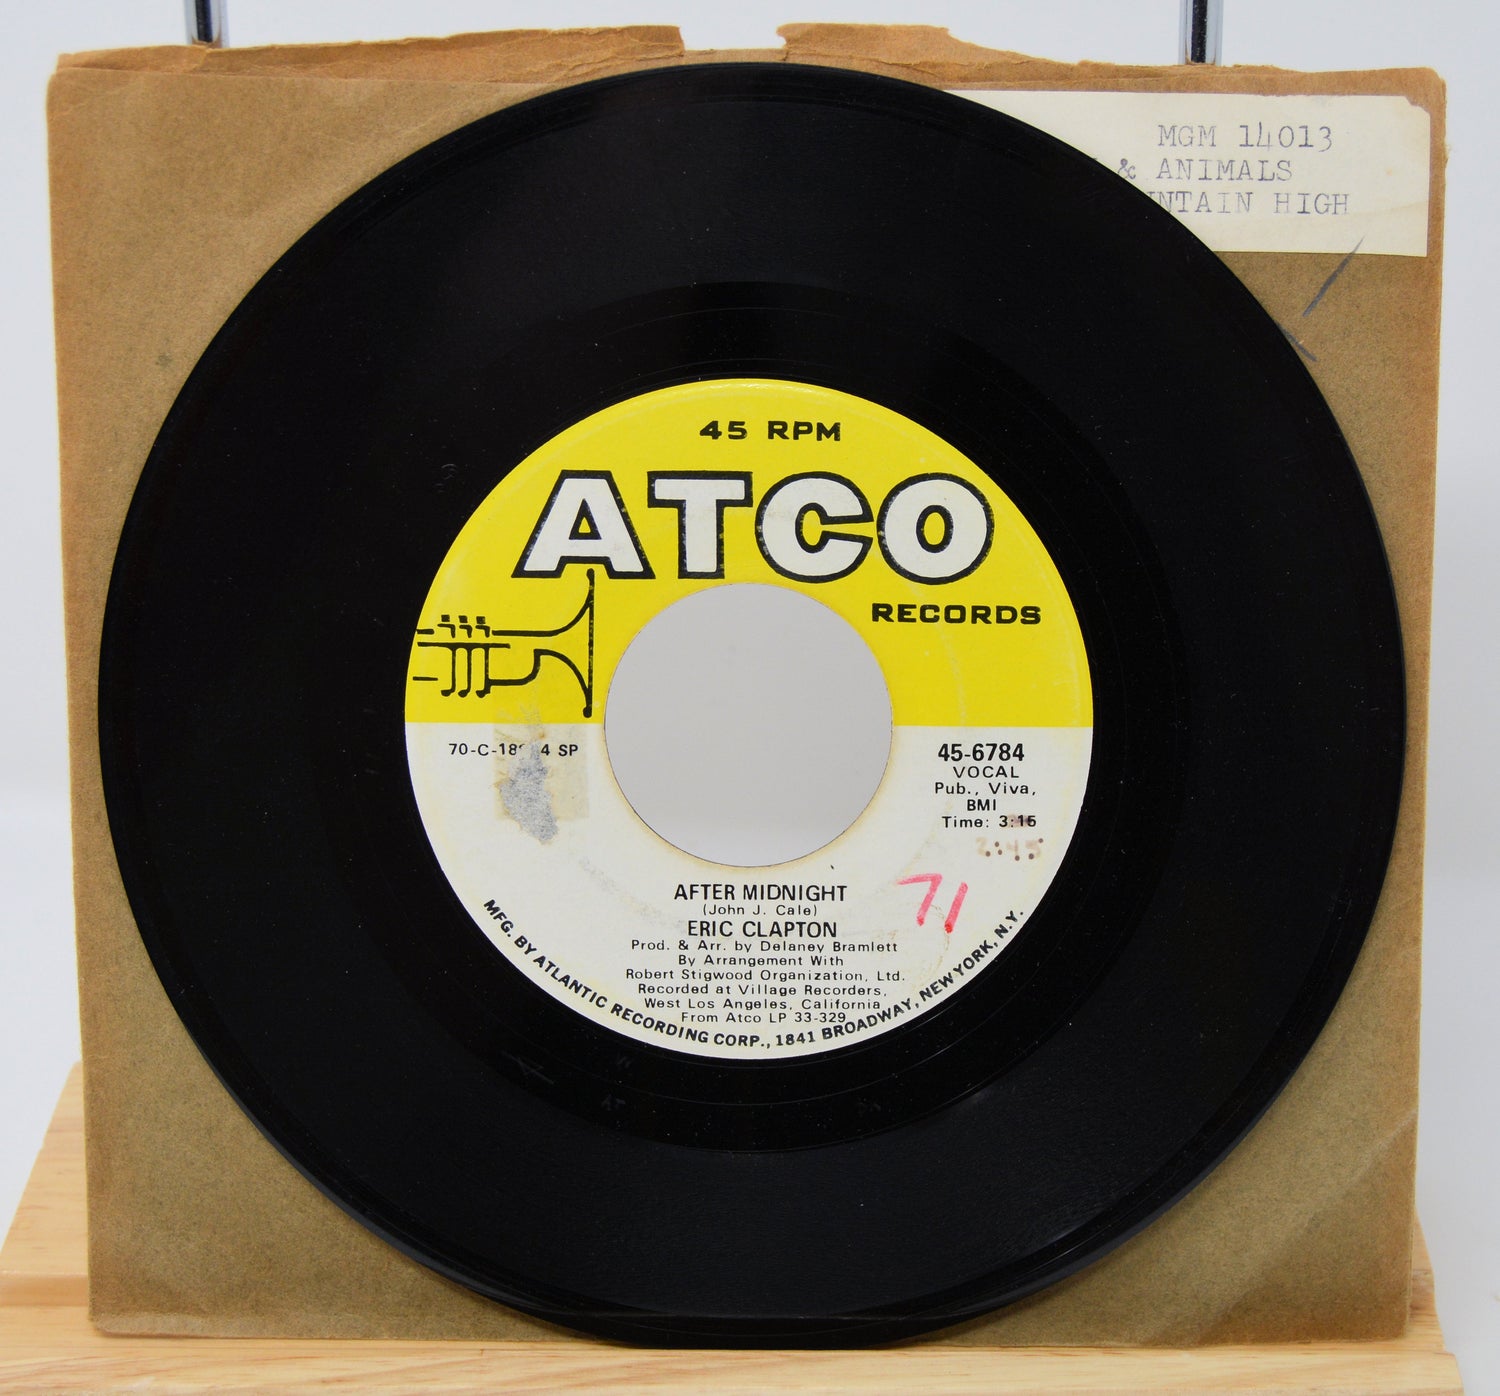 MGM 14013
& ANIMALS
NTAIN HIGH
45 RPM
ATCO
RECORDS
4 SP
45-6784
VOCAL
Pub., Viva,
BMI
Time: 3:15
2:45
71
AFTER MIDNIGHT
(John J. Cale)
ERIC CLAPTON
Prod. & Arr. by Delaney Bramlett
By Arrangement With
Robert Stigwood Organization, Ltd.
Recorded at Village Recorders,
West Los Angeles, California
From Atco LP 33-329
MFG. BY ATLANTIC RECORDING CORP., 1841 BROADWAY, NEW YORK, N.Y.